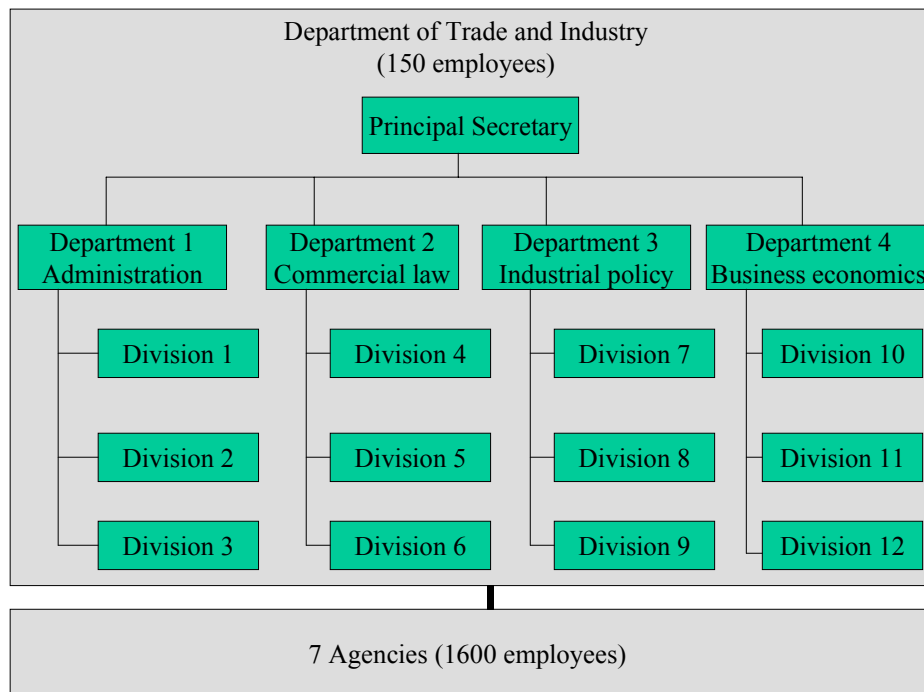 Department of Trade and Industry
(150 employees)
Principal Secretary
Department 1
Administration
Department 2
Commercial law
Department 3
Industrial policy
Department 4
Business economics
Division 1
Division 4
Division 7
Division 10
Division 2
Division 5
Division 8
Division 11
Division 3
Division 6
Division 9
Division 12
7 Agencies (1600 employees)